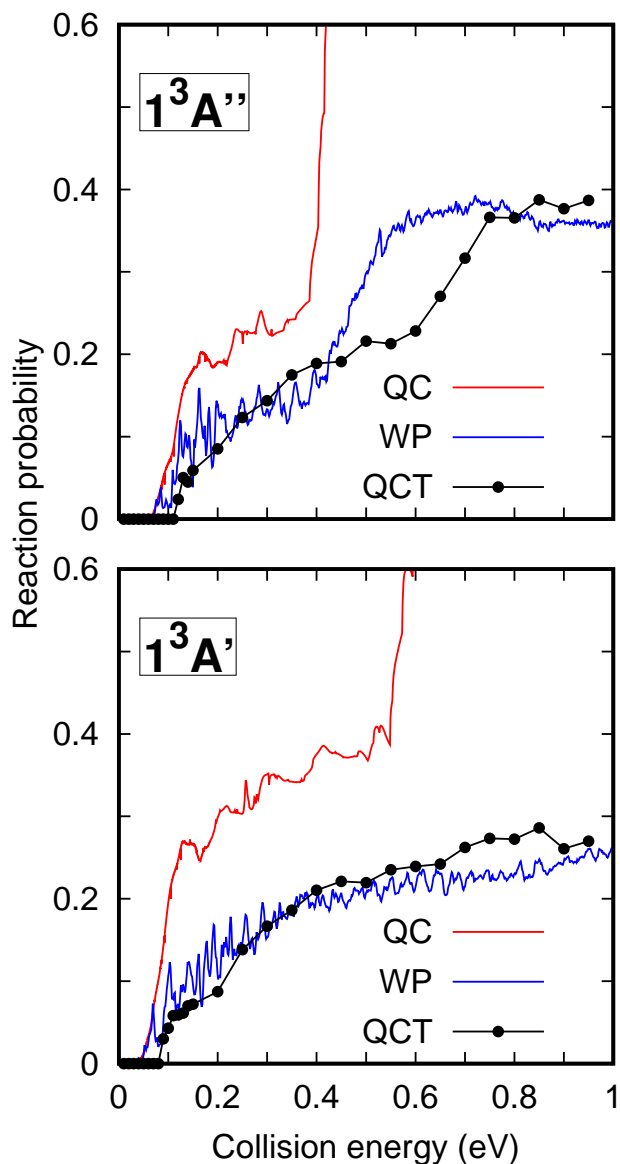 0.6
1³A’’
0.4
0.2
QC
WP
QCT
0
Reaction probability
0.6
1³A’
0.4
0.2
QC
WP
QCT
0
0 0.2 0.4 0.6 0.8 1
Collision energy (eV)